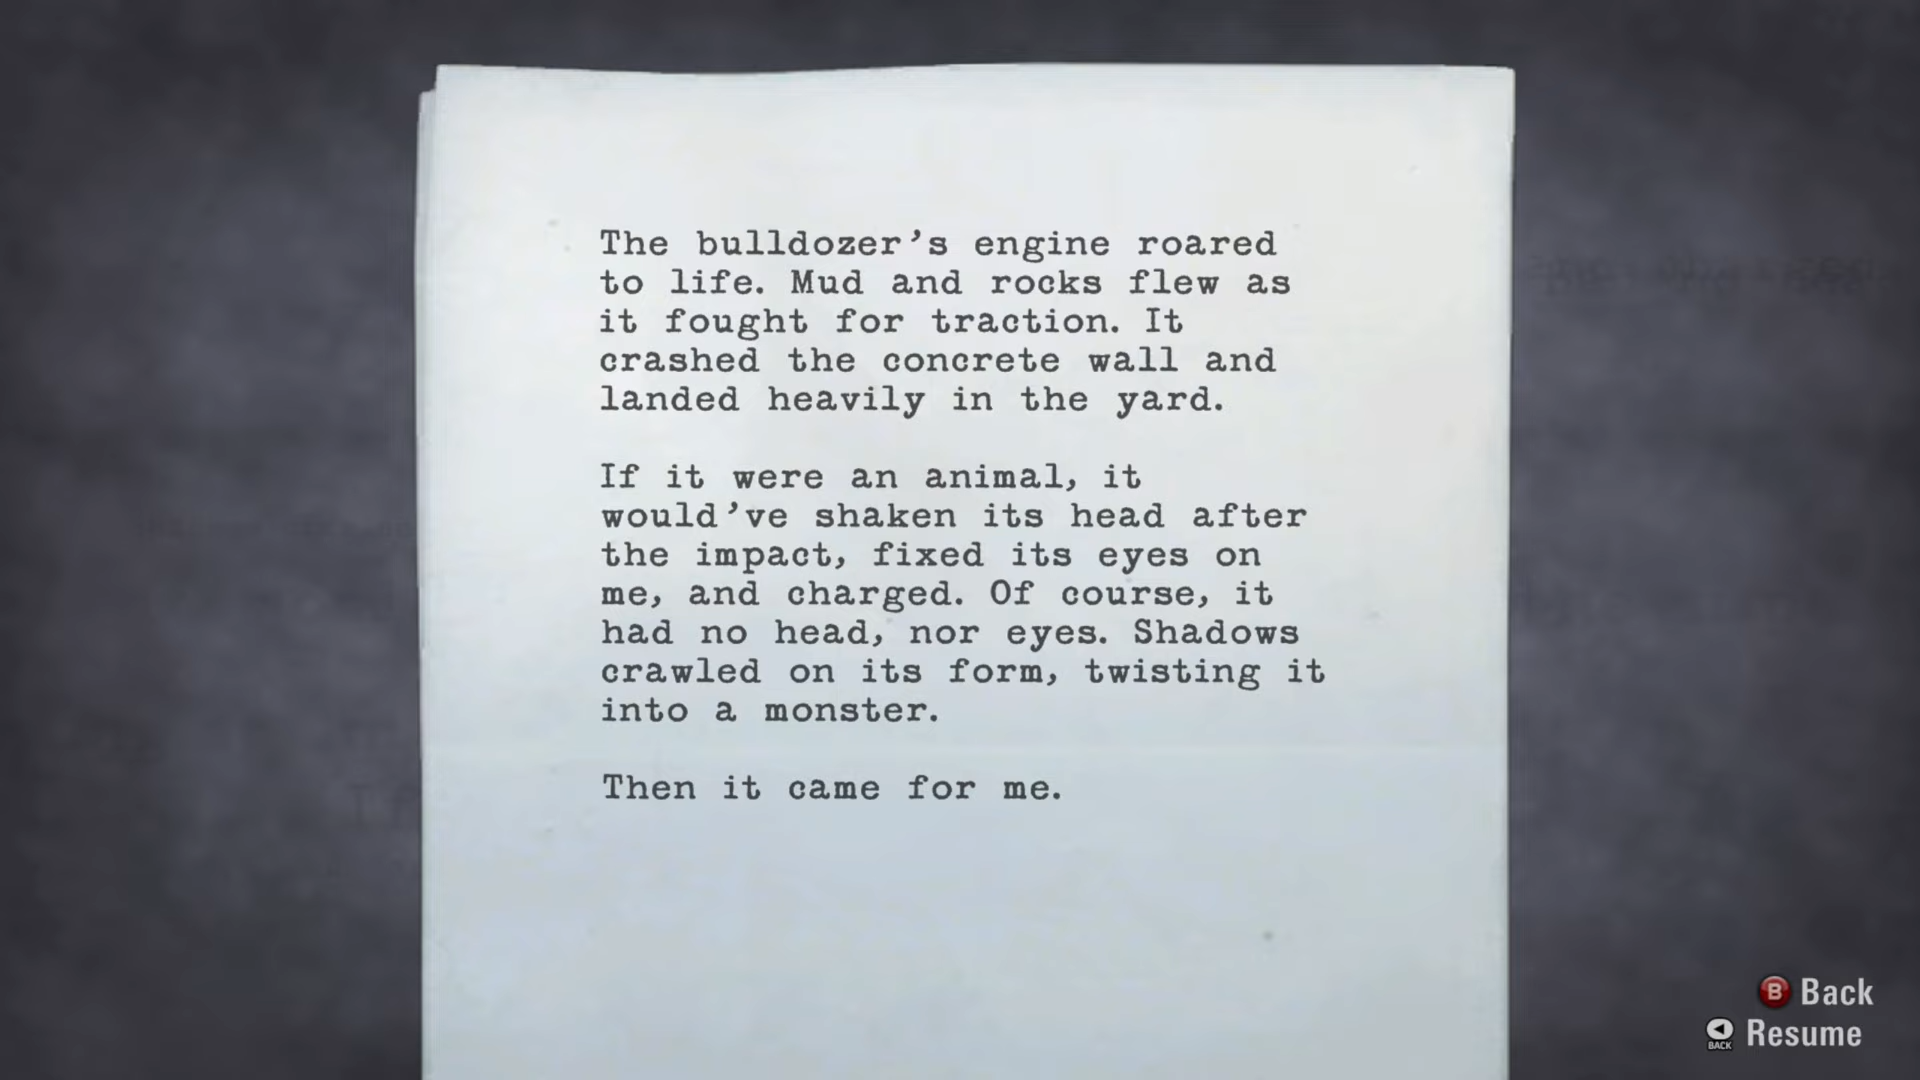 The bulldozer’s engine roared
to life. Mud and rocks flew as
it fought for traction. It
crashed the concrete wall and
landed heavily in the yard.
If it were an animal, it
would’ve shaken its head after
the impact, fixed its eyes on
me, and charged. Of course, it
had no head, nor eyes. Shadows
crawled on its form, twisting it
into a monster.
Then it came for me.
B Back
BACK Resume